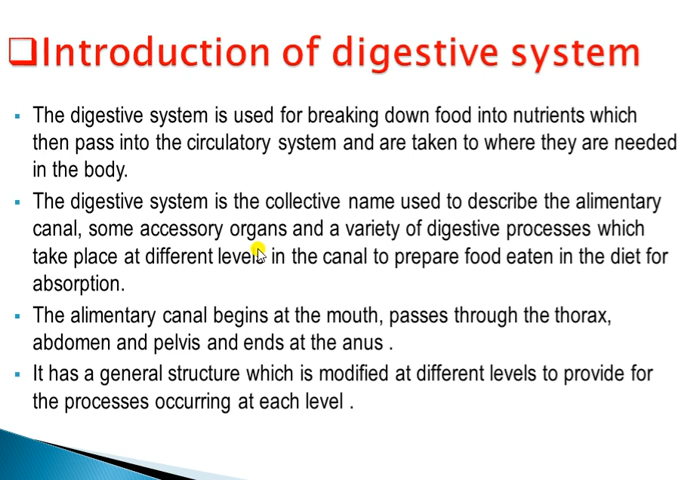 ❑Introduction of digestive system
▪ The digestive system is used for breaking down food into nutrients which
then pass into the circulatory system and are taken to where they are needed
in the body.
▪ The digestive system is the collective name used to describe the alimentary
canal, some accessory organs and a variety of digestive processes which
take place at different levels in the canal to prepare food eaten in the diet for
absorption.
▪ The alimentary canal begins at the mouth, passes through the thorax,
abdomen and pelvis and ends at the anus .
▪ It has a general structure which is modified at different levels to provide for
the processes occurring at each level .